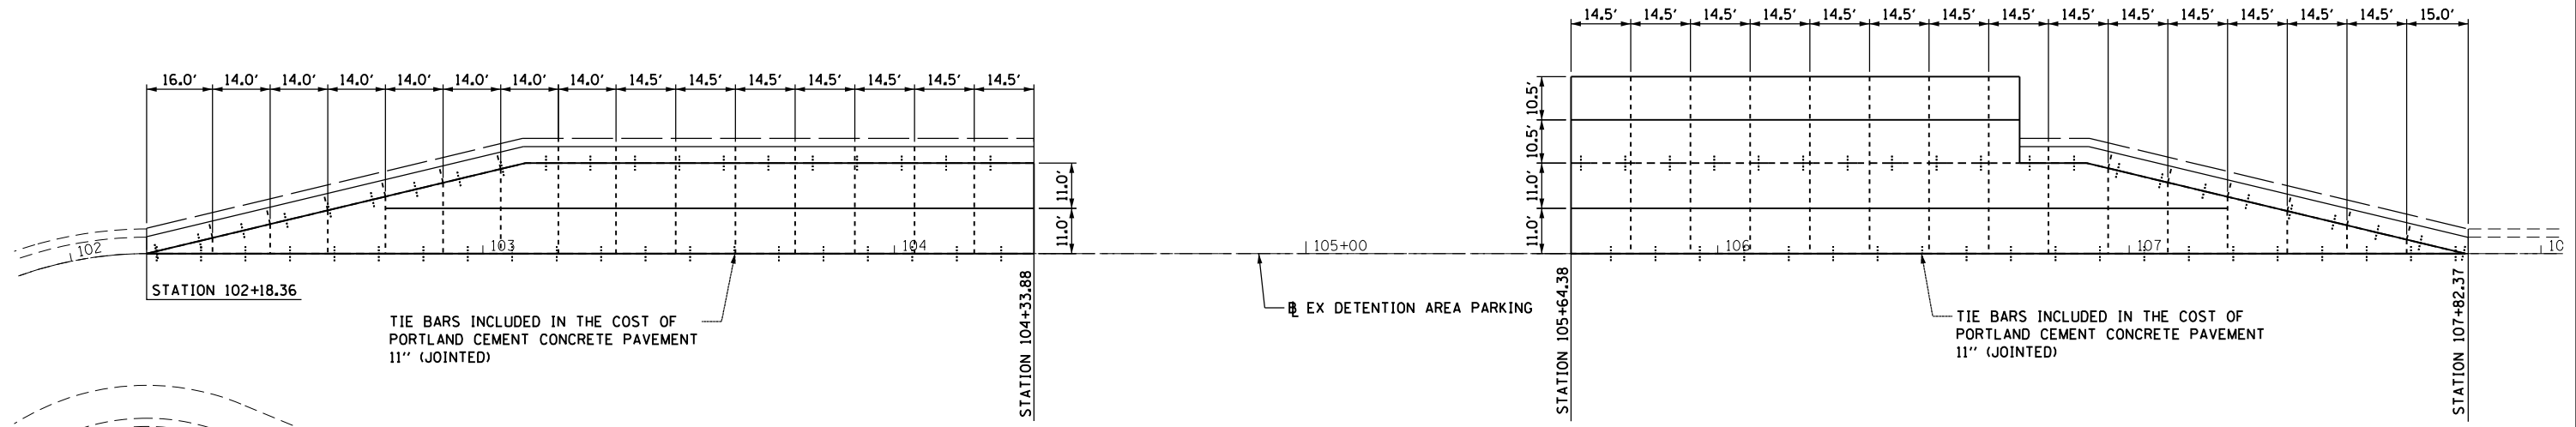 14.5' 14.5' 14.5' 14.5' 14.5' 14.5' 14.5' 14.5' 14.5' 14.5' 14.5' 14.5' 14.5' 14.5' 15.0'
16.0' 14.0' 14.0' 14.0' 14.0' 14.0' 14.0' 14.0' 14.5' 14.5' 14.5' 14.5' 14.5' 14.5' 14.5'
10.5'
10.5'
11.0'
11.0'
11.0'
11.0'
102
103
104
105+00
106
107
10
STATION 102+18.36
STATION 104+33.88
STATION 105+64.38
STATION 107+82.37
TIE BARS INCLUDED IN THE COST OF
PORTLAND CEMENT CONCRETE PAVEMENT
11" (JOINTED)
BL EX DETENTION AREA PARKING
TIE BARS INCLUDED IN THE COST OF
PORTLAND CEMENT CONCRETE PAVEMENT
11" (JOINTED)